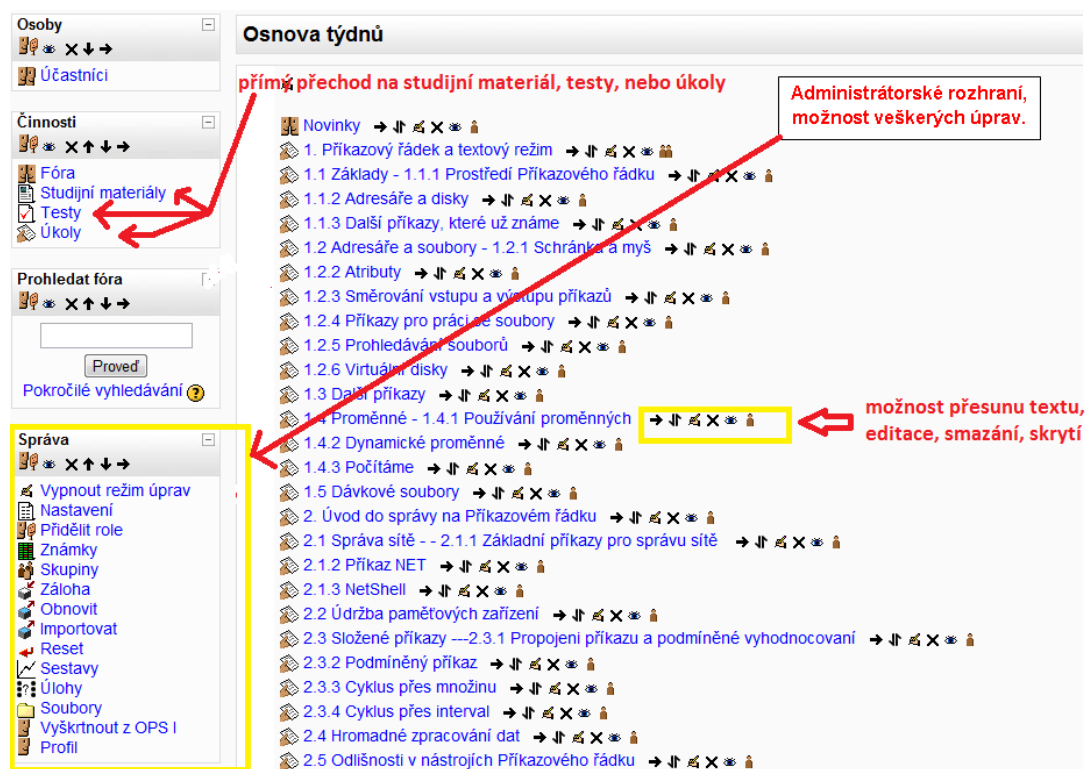 Osoby
Účastníci
Činnosti
Fóra
Studijní materiály
Testy
Úkoly
Prohledat fóra
Proveď
Pokročilé vyhledávání
Správa
Vypnout režim úprav
Nastavení
Přidělit role
Známky
Skupiny
Záloha
Obnovit
Importovat
Reset
Sestavy
Úlohy
Soubory
Vyškrtnout z OPS I
Profil
Osnova týdnů
přímý přechod na studijní materiál, testy, nebo úkoly
Administrátorské rozhraní,
možnost veškerých úprav.
Novinky
1. Příkazový řádek a textový režim
1.1 Základy - 1.1.1 Prostředí Příkazového řádku
1.1.2 Adresáře a disky
1.1.3 Další příkazy, které už známe
1.2 Adresáře a soubory - 1.2.1 Schránka a myš
1.2.2 Atributy
1.2.3 Směrování vstupu a výstupu příkazů
1.2.4 Příkazy pro práci se soubory
1.2.5 Prohledávání souborů
1.2.6 Virtuální disky
1.3 Další příkazy
1.4 Proměnné - 1.4.1 Používání proměnných
možnost přesunu textu,
editace, smazání, skrytí
1.4.2 Dynamické proměnné
1.4.3 Počítáme
1.5 Dávkové soubory
2. Úvod do správy na Příkazovém řádku
2.1 Správa sítě - - 2.1.1 Základní příkazy pro správu sítě
2.1.2 Příkaz NET
2.1.3 NetShell
2.2 Údržba paměťových zařízení
2.3 Složené příkazy ---2.3.1 Propojeni příkazu a podmíněné vyhodnocovaní
2.3.2 Podmíněný příkaz
2.3.3 Cyklus přes množinu
2.3.4 Cyklus přes interval
2.4 Hromadné zpracování dat
2.5 Odlišnosti v nástrojích Příkazového řádku